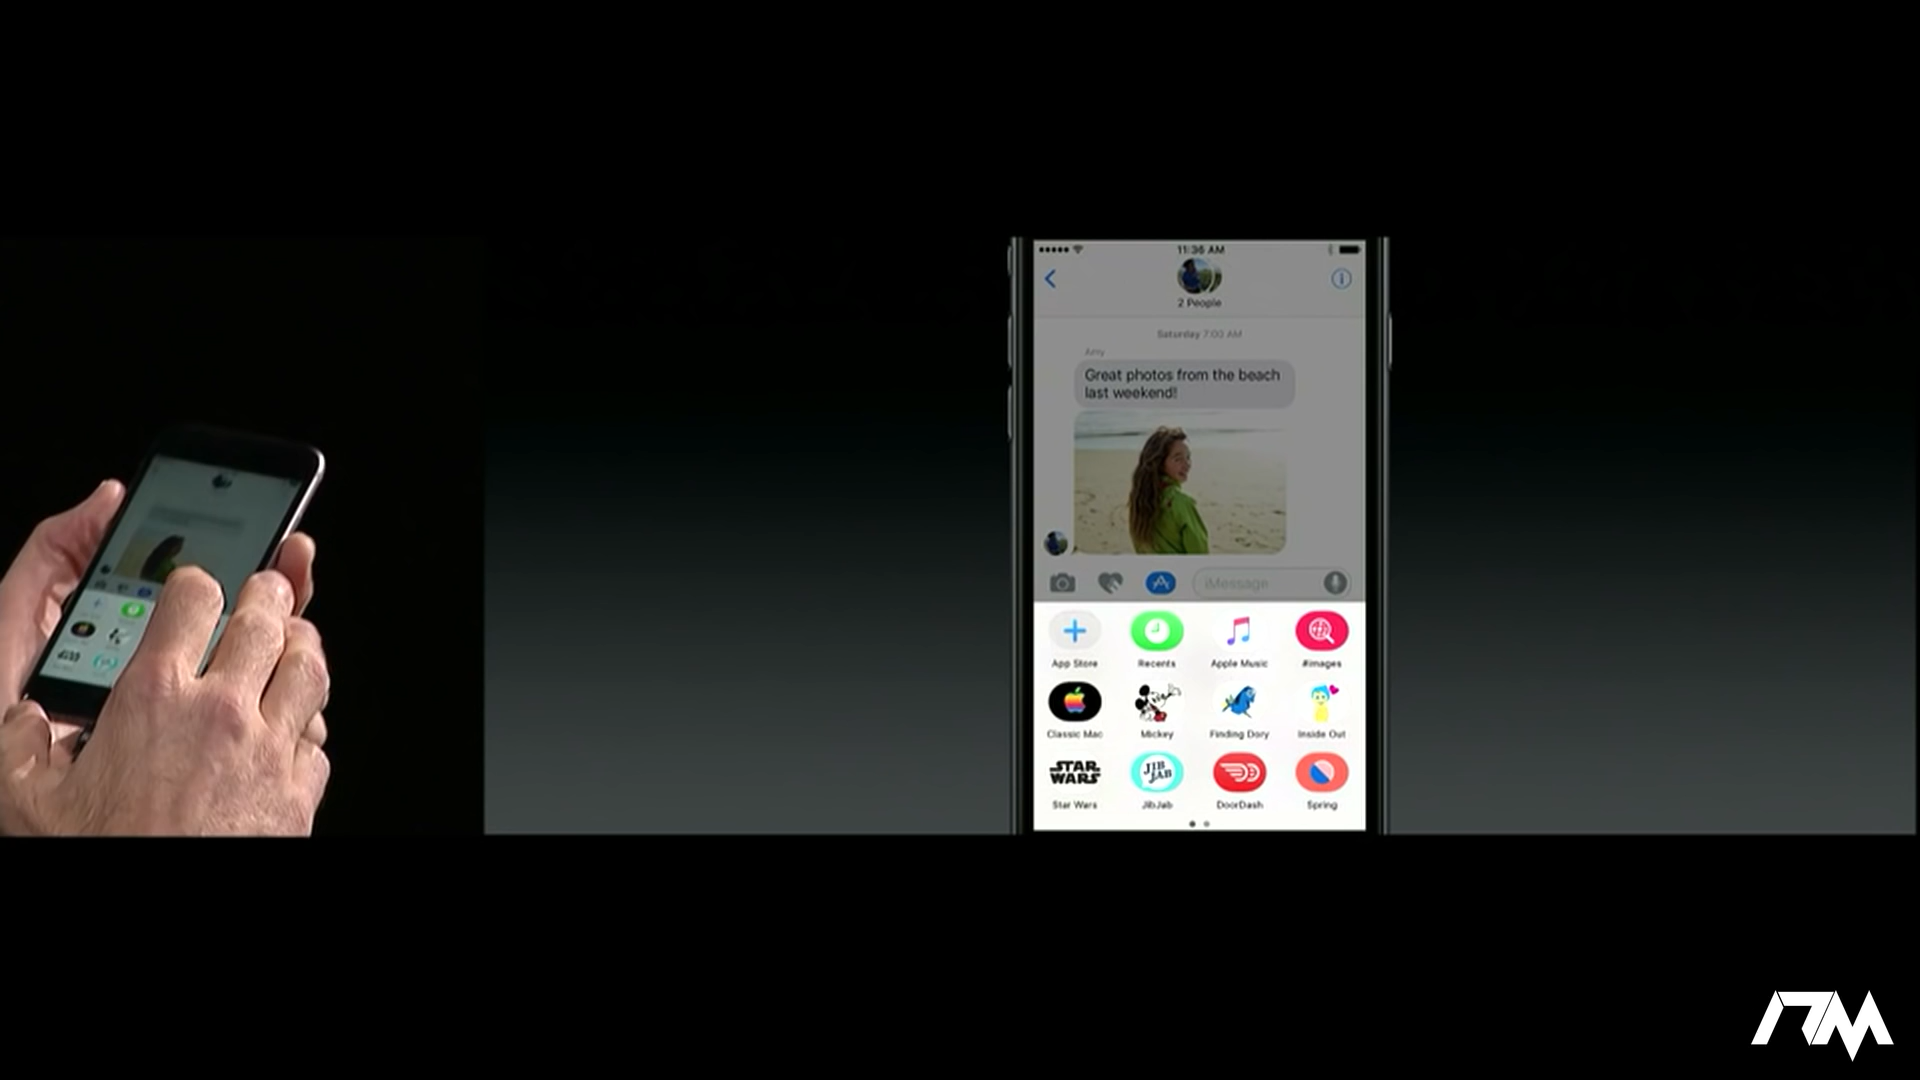 11:36 AM
2 People
Saturday 7:00 AM
Amy
Great photos from the beach
last weekend!
iMessage
App Store
Recents
Apple Music
#images
Classic Mac
Mickey
Finding Dory
Inside Out
STAR
WARS
JIB
JAB
Star Wars
JibJab
DoorDash
Spring